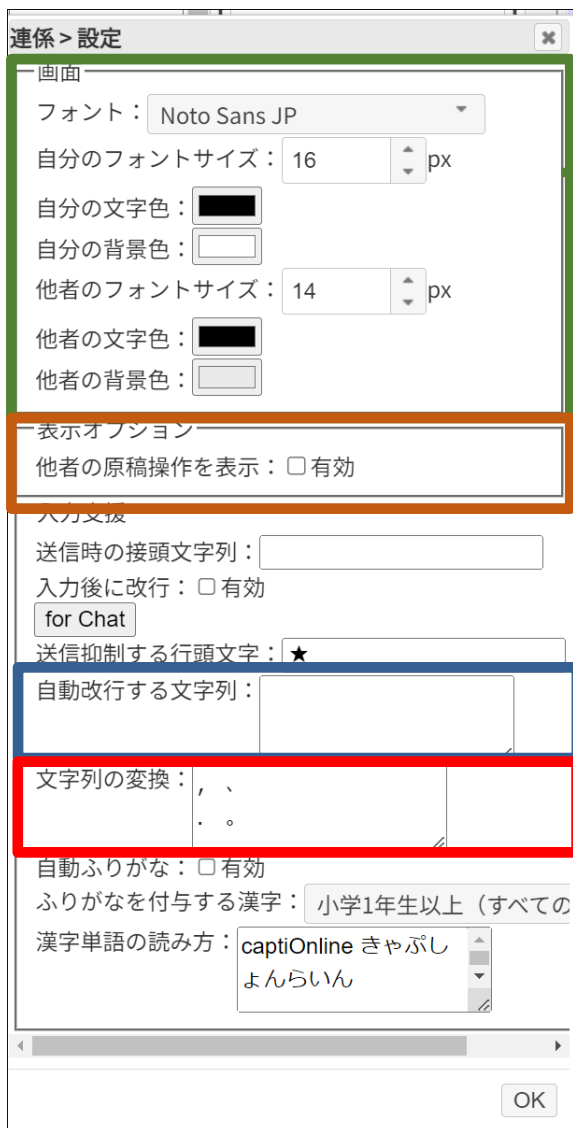 連係 > 設定
画面
フォント： Noto Sans JP
自分のフォントサイズ： 16 px
自分の文字色：
自分の背景色：
他者のフォントサイズ： 14 px
他者の文字色：
他者の背景色：
表示オプション
他者の原稿操作を表示： 有効
入力支援
送信時の接頭文字列：
入力後に改行： 有効
for Chat
送信抑制する行頭文字： ★
自動改行する文字列：
文字列の変換： , 、
. 。
自動ふりがな： 有効
ふりがなを付与する漢字： 小学1年生以上（すべての
漢字単語の読み方： captiOnline きゃぷし
ょんらいん
OK